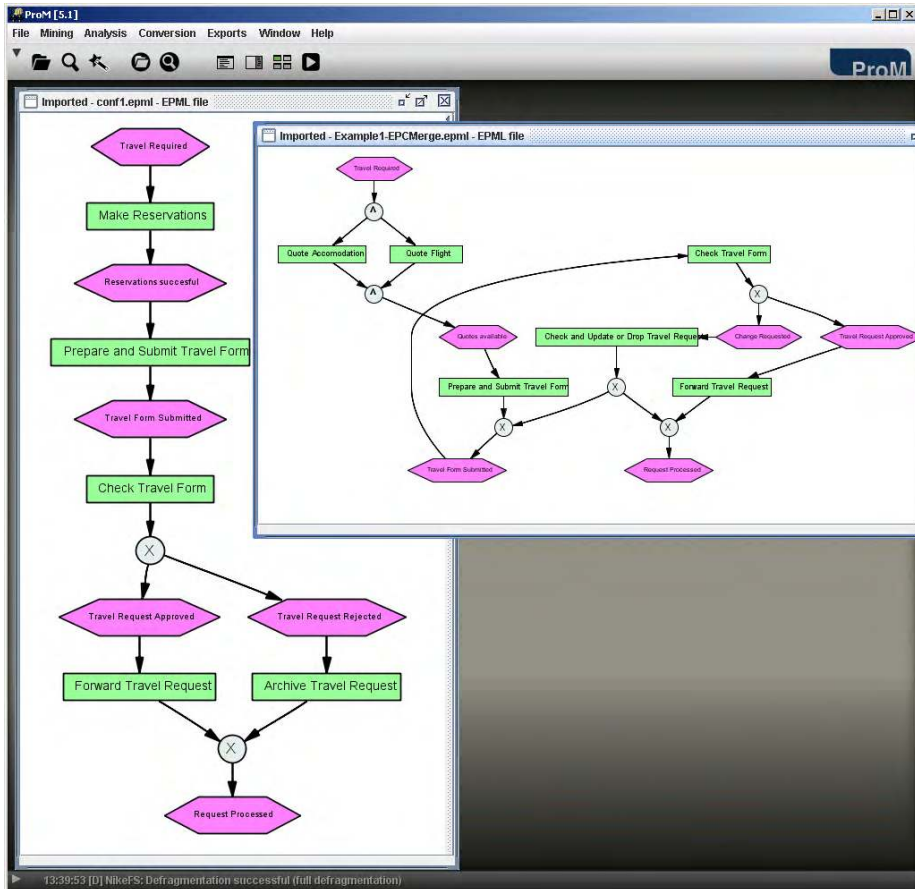 ProM [5.1]
File Mining Analysis Conversion Exports Window Help
ProM
Imported - conf1.epml - EPML file
Travel Required
Make Reservations
Reservations succesful
Prepare and Submit Travel Form
Travel Form Submitted
Check Travel Form
X
Travel Request Approved
Travel Request Rejected
Forward Travel Request
Archive Travel Request
X
Request Processed
Imported - Example1-EPCMerge.epml - EPML file
Travel Required
^
Quote Accomodation
Quote Flight
Check Travel Form
^
X
Quotes available
Check and Update or Drop Travel Reques
Change Requested
Travel Request Approved
Prepare and Submit Travel Form
X
Forward Travel Request
X
X
Travel Form Submitted
Request Processed
13:39:53 [D] NikeFS: Defragmentation successful (full defragmentation)